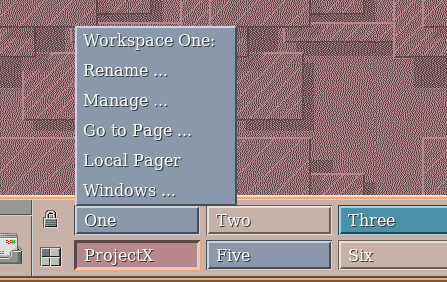 Workspace One:
Rename ...
Manage ...
Go to Page ...
Local Pager
Windows ...
One
Two
Three
ProjectX
Five
Six